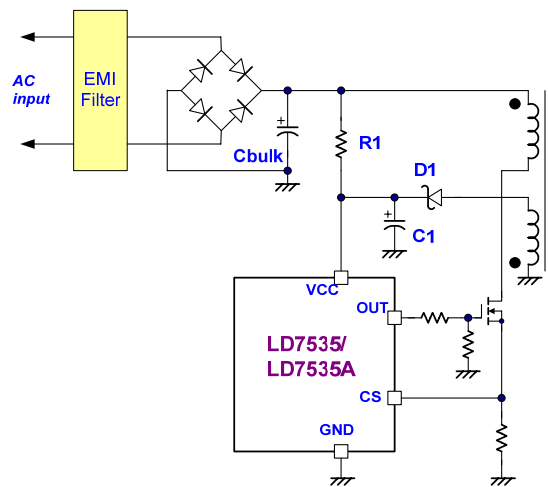 AC
input
EMI
Filter
+
Cbulk
R1
D1
+
C1
VCC
OUT
LD7535/
LD7535A
CS
GND